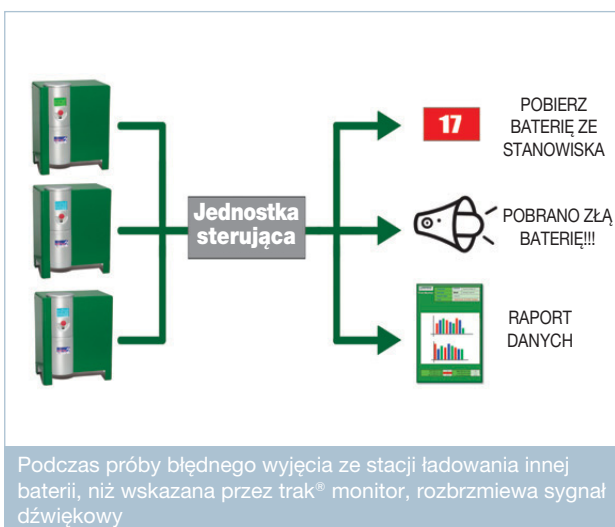 17
POBIERZ
BATERIĘ ZE
STANOWISKA
Jednostka
sterująca
POBRANO ZŁĄ
BATERIĘ!!!
RAPORT
DANYCH
Podczas próby błędnego wyjęcia ze stacji ładowania innej
baterii, niż wskazana przez trak® monitor, rozbrzmiewa sygnał
dźwiękowy